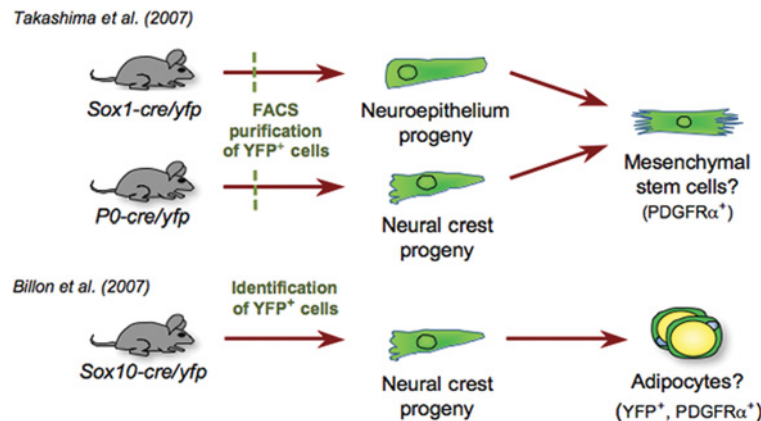 Takashima et al. (2007)
Sox1-cre/yfp
FACS
purification
of YFP⁺ cells
Neuroepithelium
progeny
P0-cre/yfp
Neural crest
progeny
Mesenchymal
stem cells?
(PDGFRα⁺)
Billon et al. (2007)
Identification
of YFP⁺ cells
Sox10-cre/yfp
Neural crest
progeny
Adipocytes?
(YFP⁺, PDGFRα⁺)